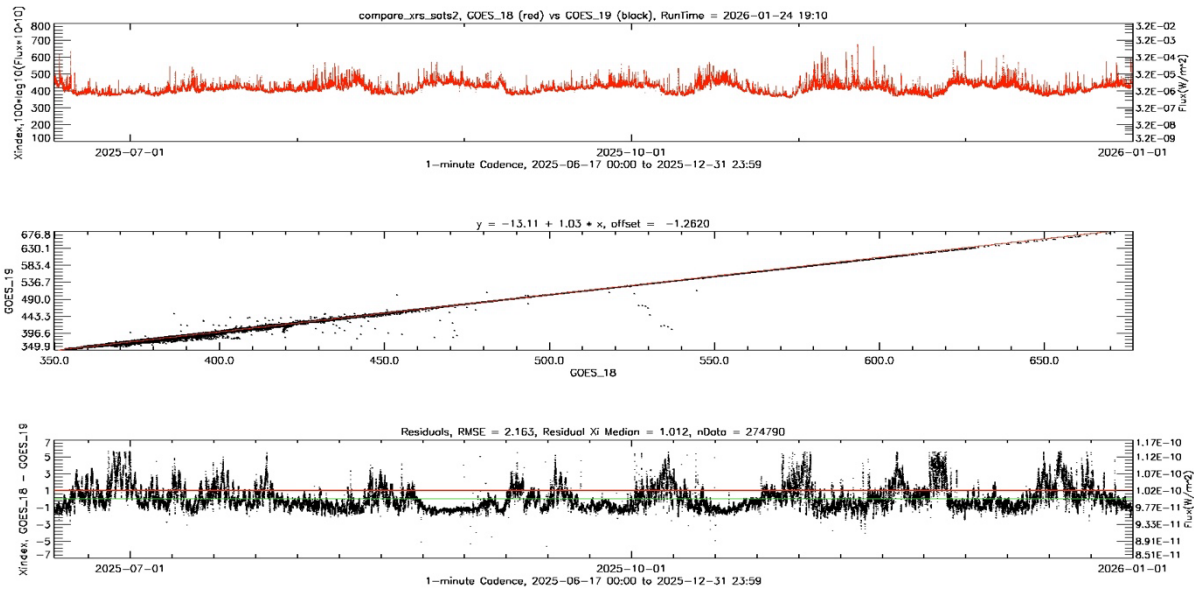 compare_xrs_sats2, GOES_18 (red) vs GOES_19 (black), RunTime = 2026-01-24 19:10
Xindex,100*log10(Flux*10^10)
800
700
600
500
400
300
200
100
3.2E-02
3.2E-03
3.2E-04
3.2E-05
3.2E-06
3.2E-07
3.2E-08
3.2E-09
Flux(W/m2)
2025-07-01
2025-10-01
2026-01-01
1-minute Cadence, 2025-06-17 00:00 to 2025-12-31 23:59
y = -13.11 + 1.03 * x, offset = -1.2620
GOES_19
676.8
630.1
583.4
536.7
490.0
443.3
396.6
349.9
350.0
400.0
450.0
500.0
550.0
600.0
650.0
GOES_18
Residuals, RMSE = 2.163, Residual Xi Median = 1.012, nData = 274790
Xindex, GOES_18 - GOES_19
7
5
3
1
-1
-3
-5
-7
1.17E-10
1.12E-10
1.07E-10
1.02E-10
9.77E-11
9.33E-11
8.91E-11
8.51E-11
Flux(W/m2)
2025-07-01
2025-10-01
2026-01-01
1-minute Cadence, 2025-06-17 00:00 to 2025-12-31 23:59